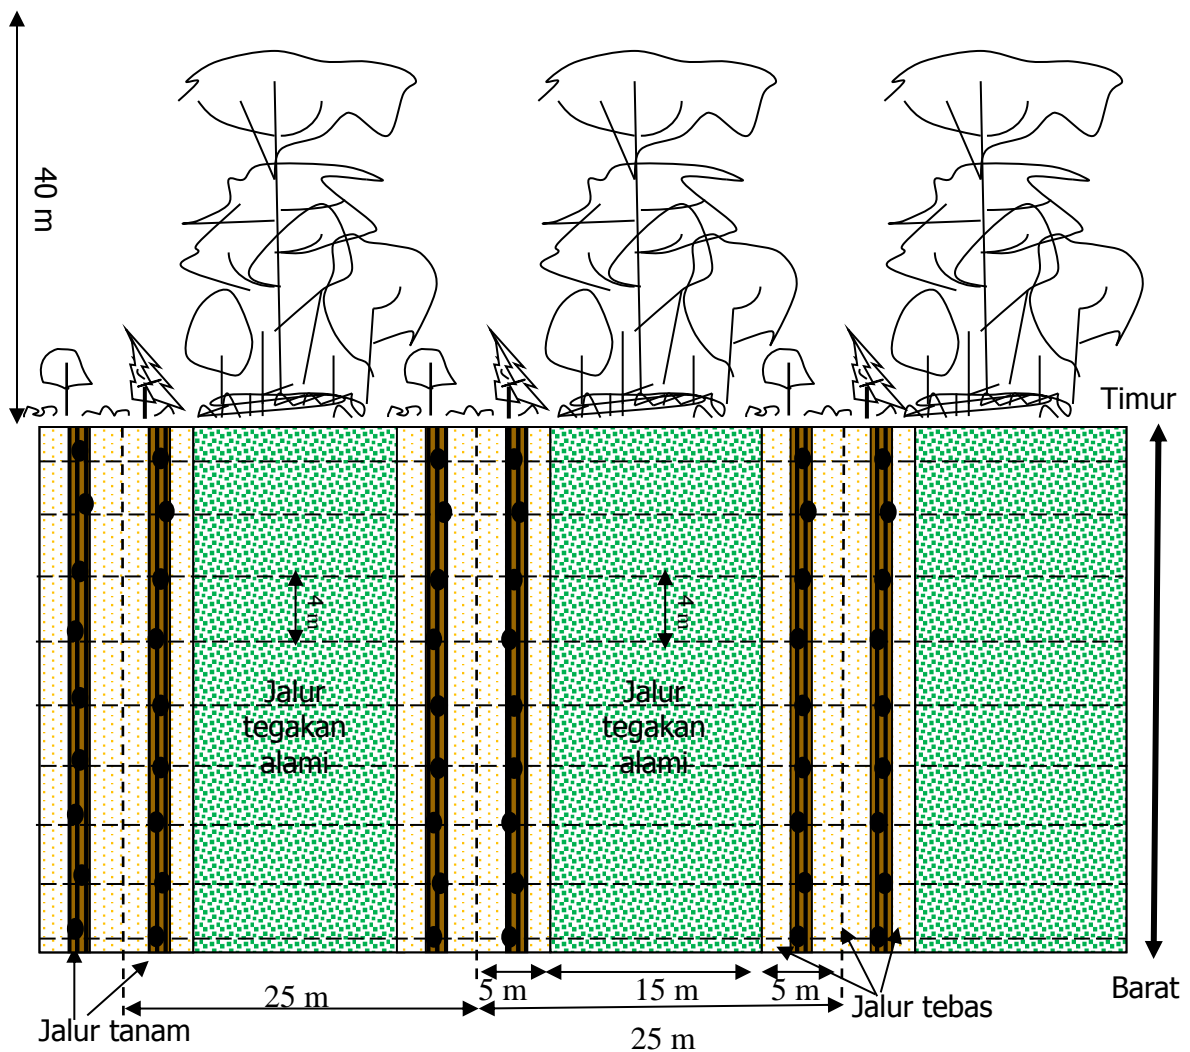 40 m
Timur
4 m
4 m
Jalur
tegakan
alami
Jalur
tegakan
alami
Barat
25 m
5 m
15 m
5 m
Jalur tebas
Jalur tanam
25 m